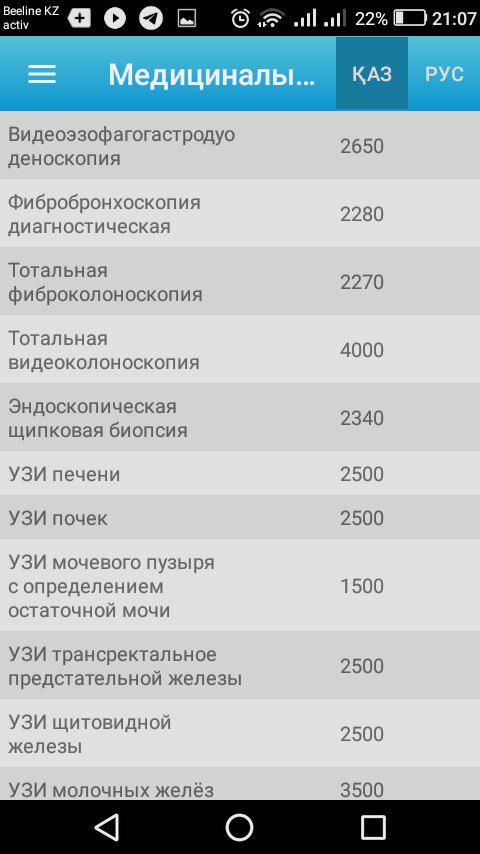 Beeline KZ
activ
22%
21:07
Медициналы...
ҚАЗ
РУС
Видеоэзофагогастродуо
деноскопия
2650
Фибробронхоскопия
диагностическая
2280
Тотальная
фиброколоноскопия
2270
Тотальная
видеоколоноскопия
4000
Эндоскопическая
щипковая биопсия
2340
УЗИ печени
2500
УЗИ почек
2500
УЗИ мочевого пузыря
с определением
остаточной мочи
1500
УЗИ трансректальное
предстательной железы
2500
УЗИ щитовидной
железы
2500
УЗИ молочных желёз
3500